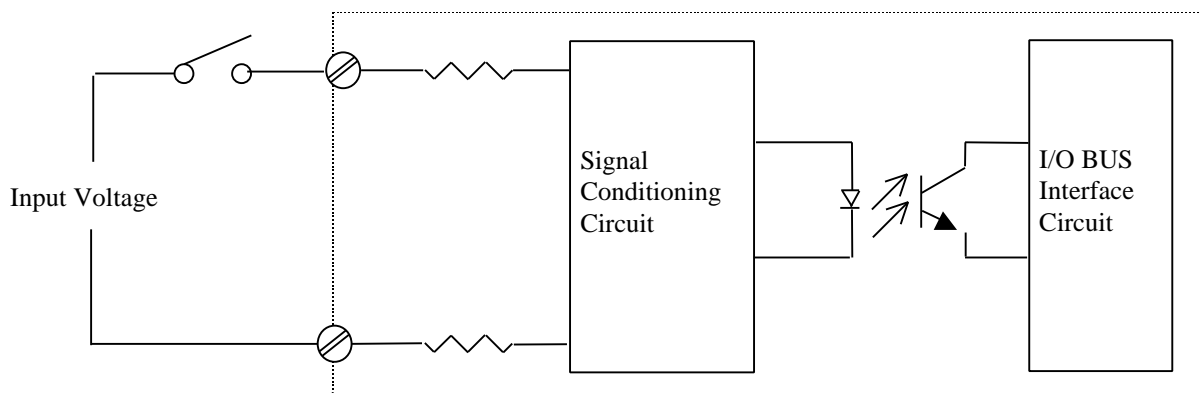 Input Voltage
Signal
Conditioning
Circuit
I/O BUS
Interface
Circuit